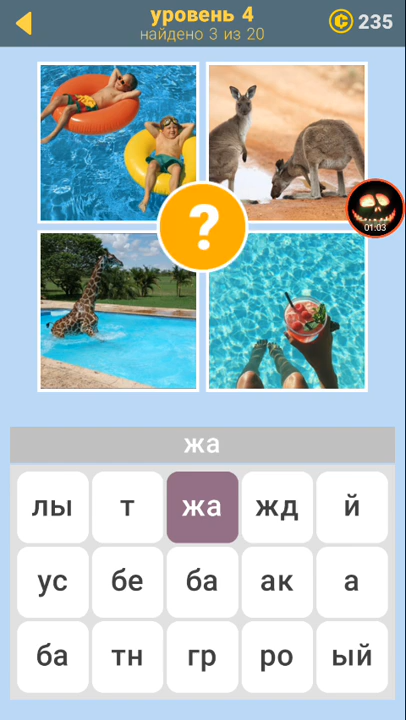 уровень 4
найдено 3 из 20
235
?
01:03
жа
лы т жа жд й
ус бе ба ак а
ба тн гр ро ый